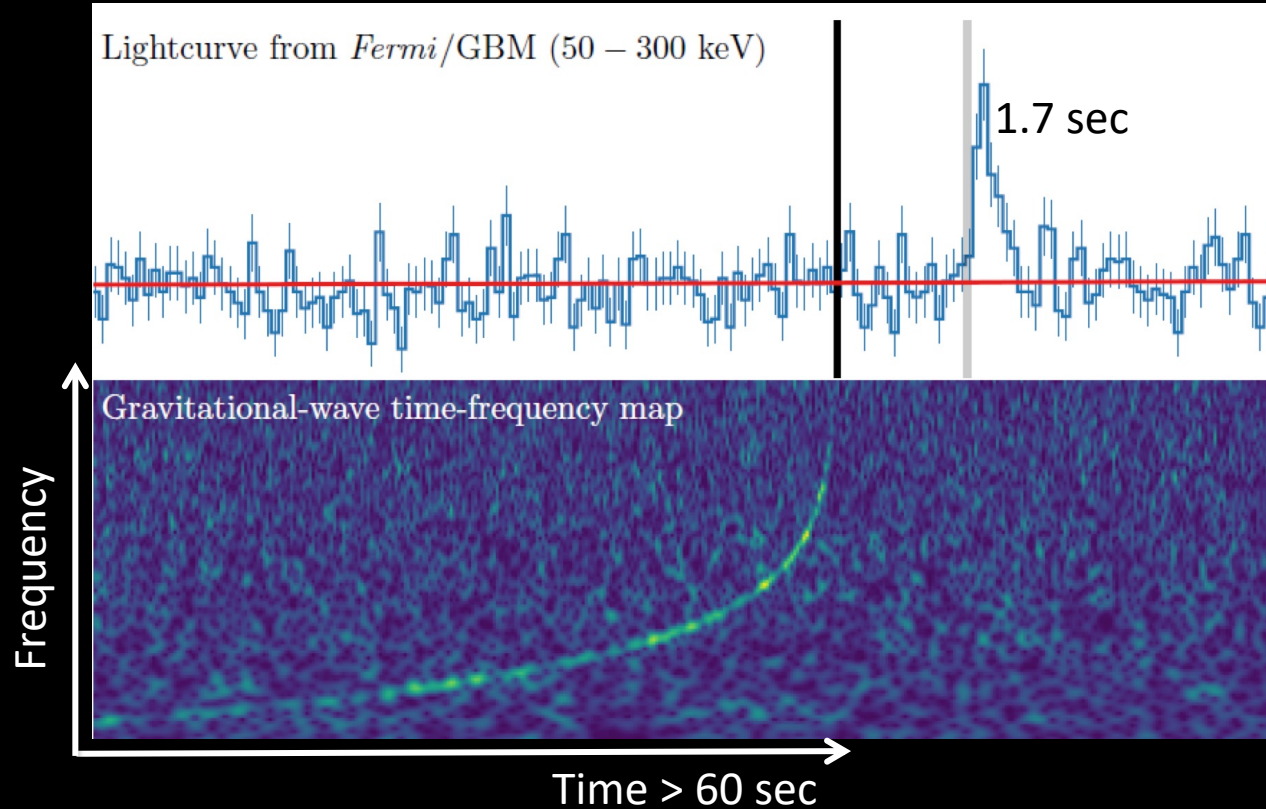 Lightcurve from Fermi/GBM (50 – 300 keV)
1.7 sec
Gravitational-wave time-frequency map
Frequency
Time > 60 sec